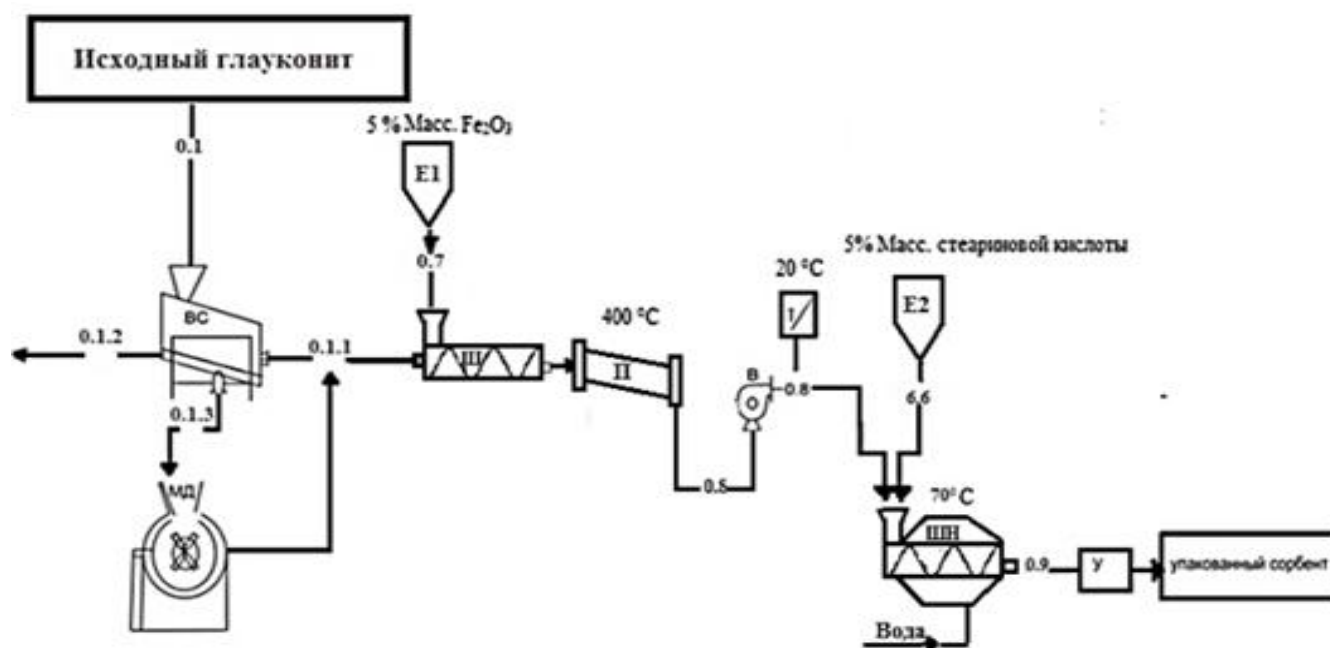 Исходный глауконит
0.1
5 % Масс. Fe₂O₃
E1
0.7
ВС
0.1.2
0.1.1
0.1.3
МД
Ш
400 °C
П
0.8
В
20 °C
0.8
5% Масс. стеариновой кислоты
E2
6.6
70° C
ШН
Вода
0.9
У
упакованный сорбент